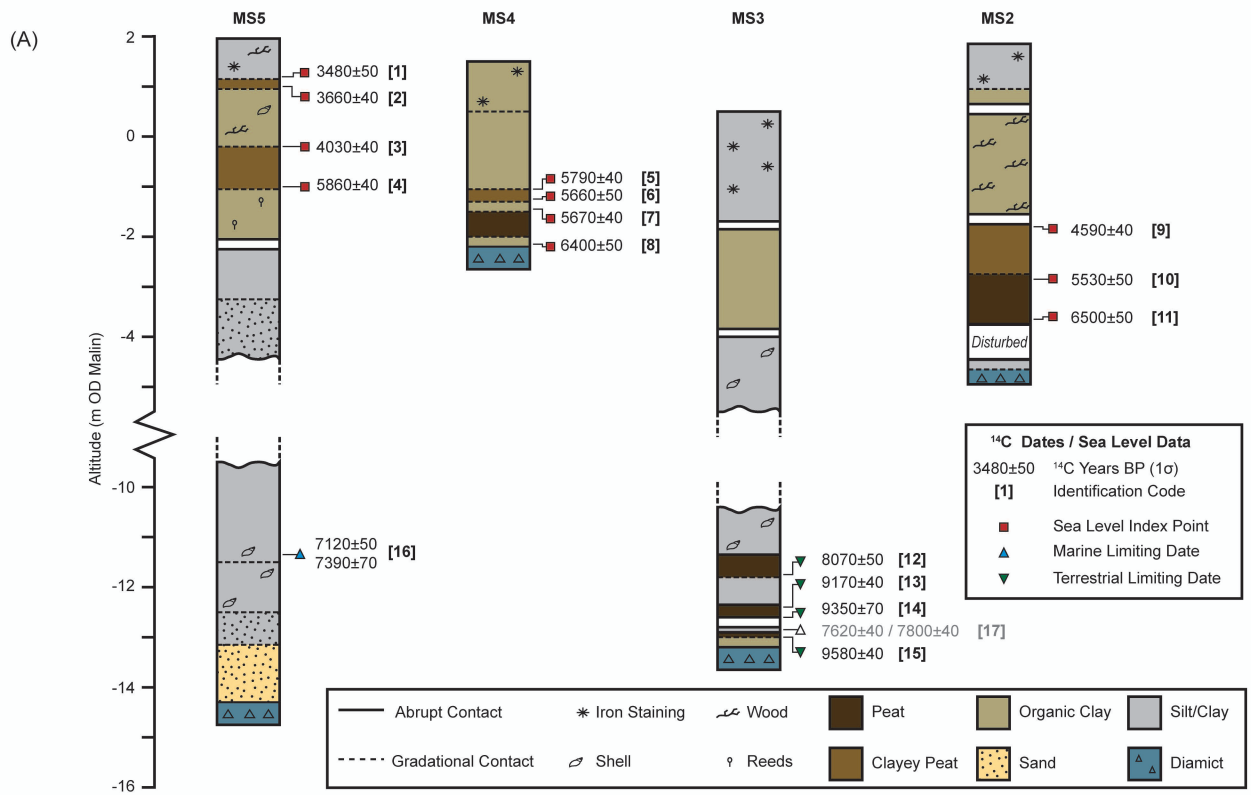 (A)
MS5
MS4
MS3
MS2
Altitude (m OD Malin)
2
0
-2
-4
-10
-12
-14
-16
3480±50 [1]
3660±40 [2]
4030±40 [3]
5860±40 [4]
7120±50
7390±70
[16]
5790±40 [5]
5660±50 [6]
5670±40 [7]
6400±50 [8]
8070±50 [12]
9170±40 [13]
9350±70 [14]
7620±40 / 7800±40 [17]
9580±40 [15]
4590±40 [9]
5530±50 [10]
6500±50 [11]
Disturbed
¹⁴C Dates / Sea Level Data
3480±50 ¹⁴C Years BP (1σ)
[1] Identification Code
Sea Level Index Point
Marine Limiting Date
Terrestrial Limiting Date
Abrupt Contact
Iron Staining
Wood
Peat
Organic Clay
Silt/Clay
Gradational Contact
Shell
Reeds
Clayey Peat
Sand
Diamict